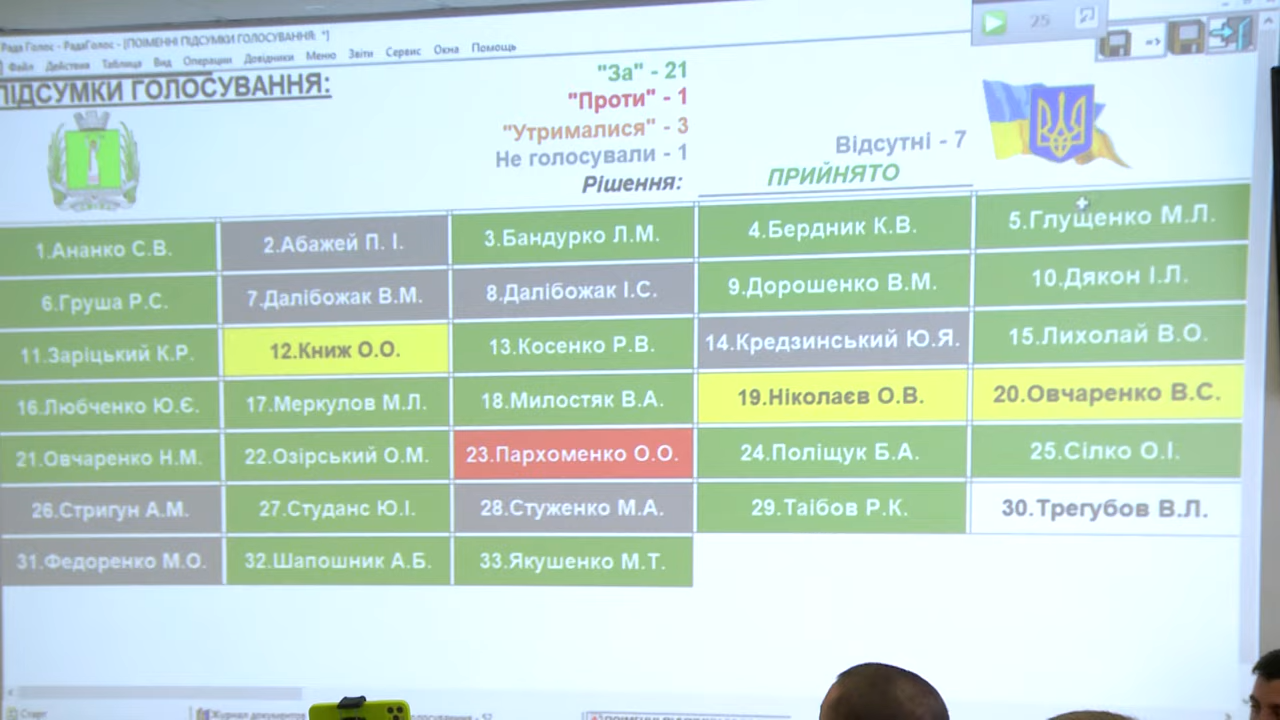 Рада Голос - РадаГолос - [ПОІМЕННІ ПІДСУМКИ ГОЛОСУВАННЯ: *]
Файл Действия Таблица Вид Операции Довідники Меню Звіти Сервис Окна Помощь
25
ПІДСУМКИ ГОЛОСУВАННЯ:
"За" - 21
"Проти" - 1
"Утрималися" - 3
Не голосували - 1
Відсутні - 7
Рішення: ПРИЙНЯТО
1.Ананко С.В. 2.Абажей П. І. 3.Бандурко Л.М. 4.Бердник К.В. 5.Глущенко М.Л.
6.Груша Р.С. 7.Далібожак В.М. 8.Далібожак І.С. 9.Дорошенко В.М. 10.Дякон І.Л.
11.Заріцький К.Р. 12.Книж О.О. 13.Косенко Р.В. 14.Кредзинський Ю.Я. 15.Лихолай В.О.
16.Любченко Ю.Є. 17.Меркулов М.Л. 18.Милостяк В.А. 19.Ніколаєв О.В. 20.Овчаренко В.С.
21.Овчаренко Н.М. 22.Озірський О.М. 23.Пархоменко О.О. 24.Поліщук Б.А. 25.Сілко О.І.
26.Стригун А.М. 27.Студанс Ю.І. 28.Стуженко М.А. 29.Таібов Р.К. 30.Трегубов В.Л.
31.Федоренко М.О. 32.Шапошник А.Б. 33.Якушенко М.Т.
Старт Журнал документов